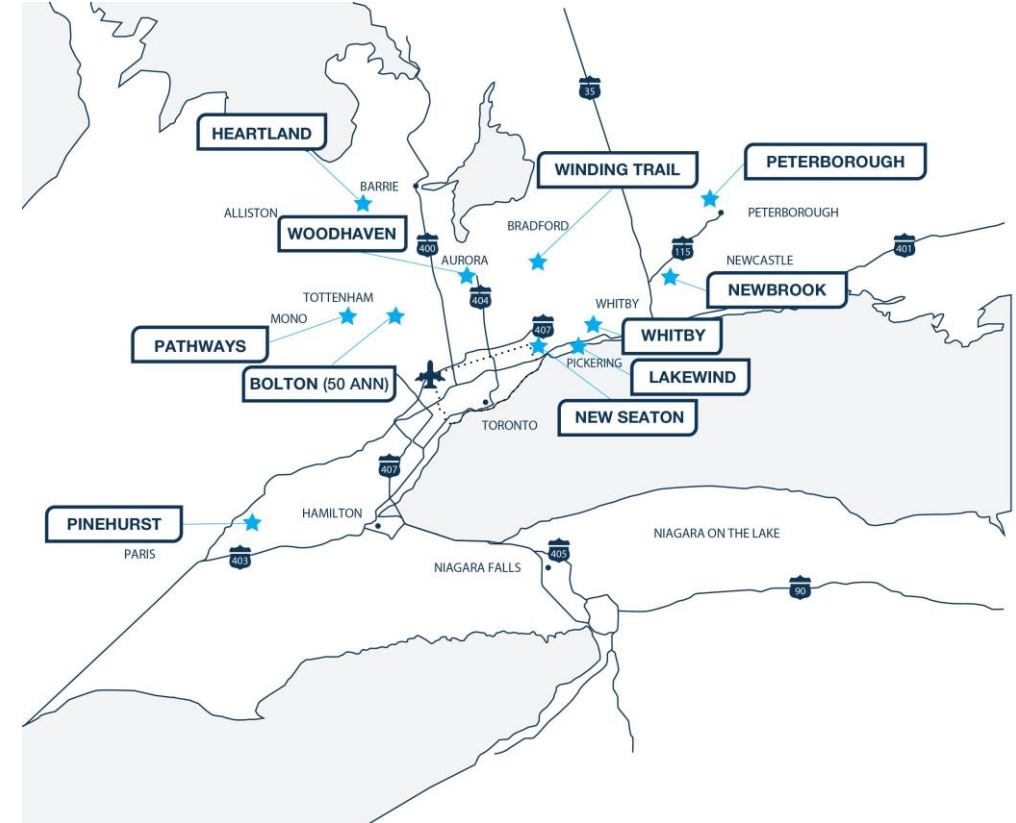 35
HEARTLAND
WINDING TRAIL
PETERBOROUGH
BARRIE
ALLISTON
PETERBOROUGH
WOODHAVEN
BRADFORD
400
115
401
AURORA
NEWCASTLE
NEWBROOK
404
TOTTENHAM
MONO
WHITBY
407
PATHWAYS
WHITBY
PICKERING
BOLTON (50 ANN)
LAKEWIND
NEW SEATON
TORONTO
407
HAMILTON
PINEHURST
PARIS
403
NIAGARA ON THE LAKE
405
NIAGARA FALLS
90